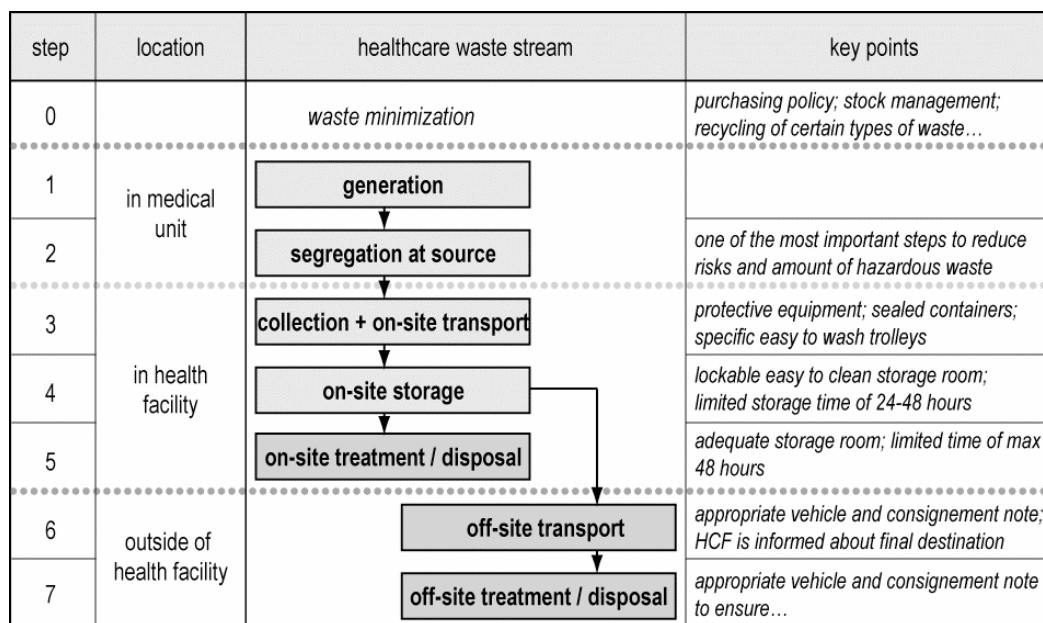 step location healthcare waste stream key points
0 waste minimization purchasing policy; stock management;
recycling of certain types of waste…
in medical
unit
1 generation
2 segregation at source one of the most important steps to reduce
risks and amount of hazardous waste
in health
facility
3 collection + on-site transport protective equipment; sealed containers;
specific easy to wash trolleys
4 on-site storage lockable easy to clean storage room;
limited storage time of 24-48 hours
5 on-site treatment / disposal adequate storage room; limited time of max
48 hours
outside of
health facility
6 off-site transport appropriate vehicle and consignement note;
HCF is informed about final destination
7 off-site treatment / disposal appropriate vehicle and consignement note
to ensure…